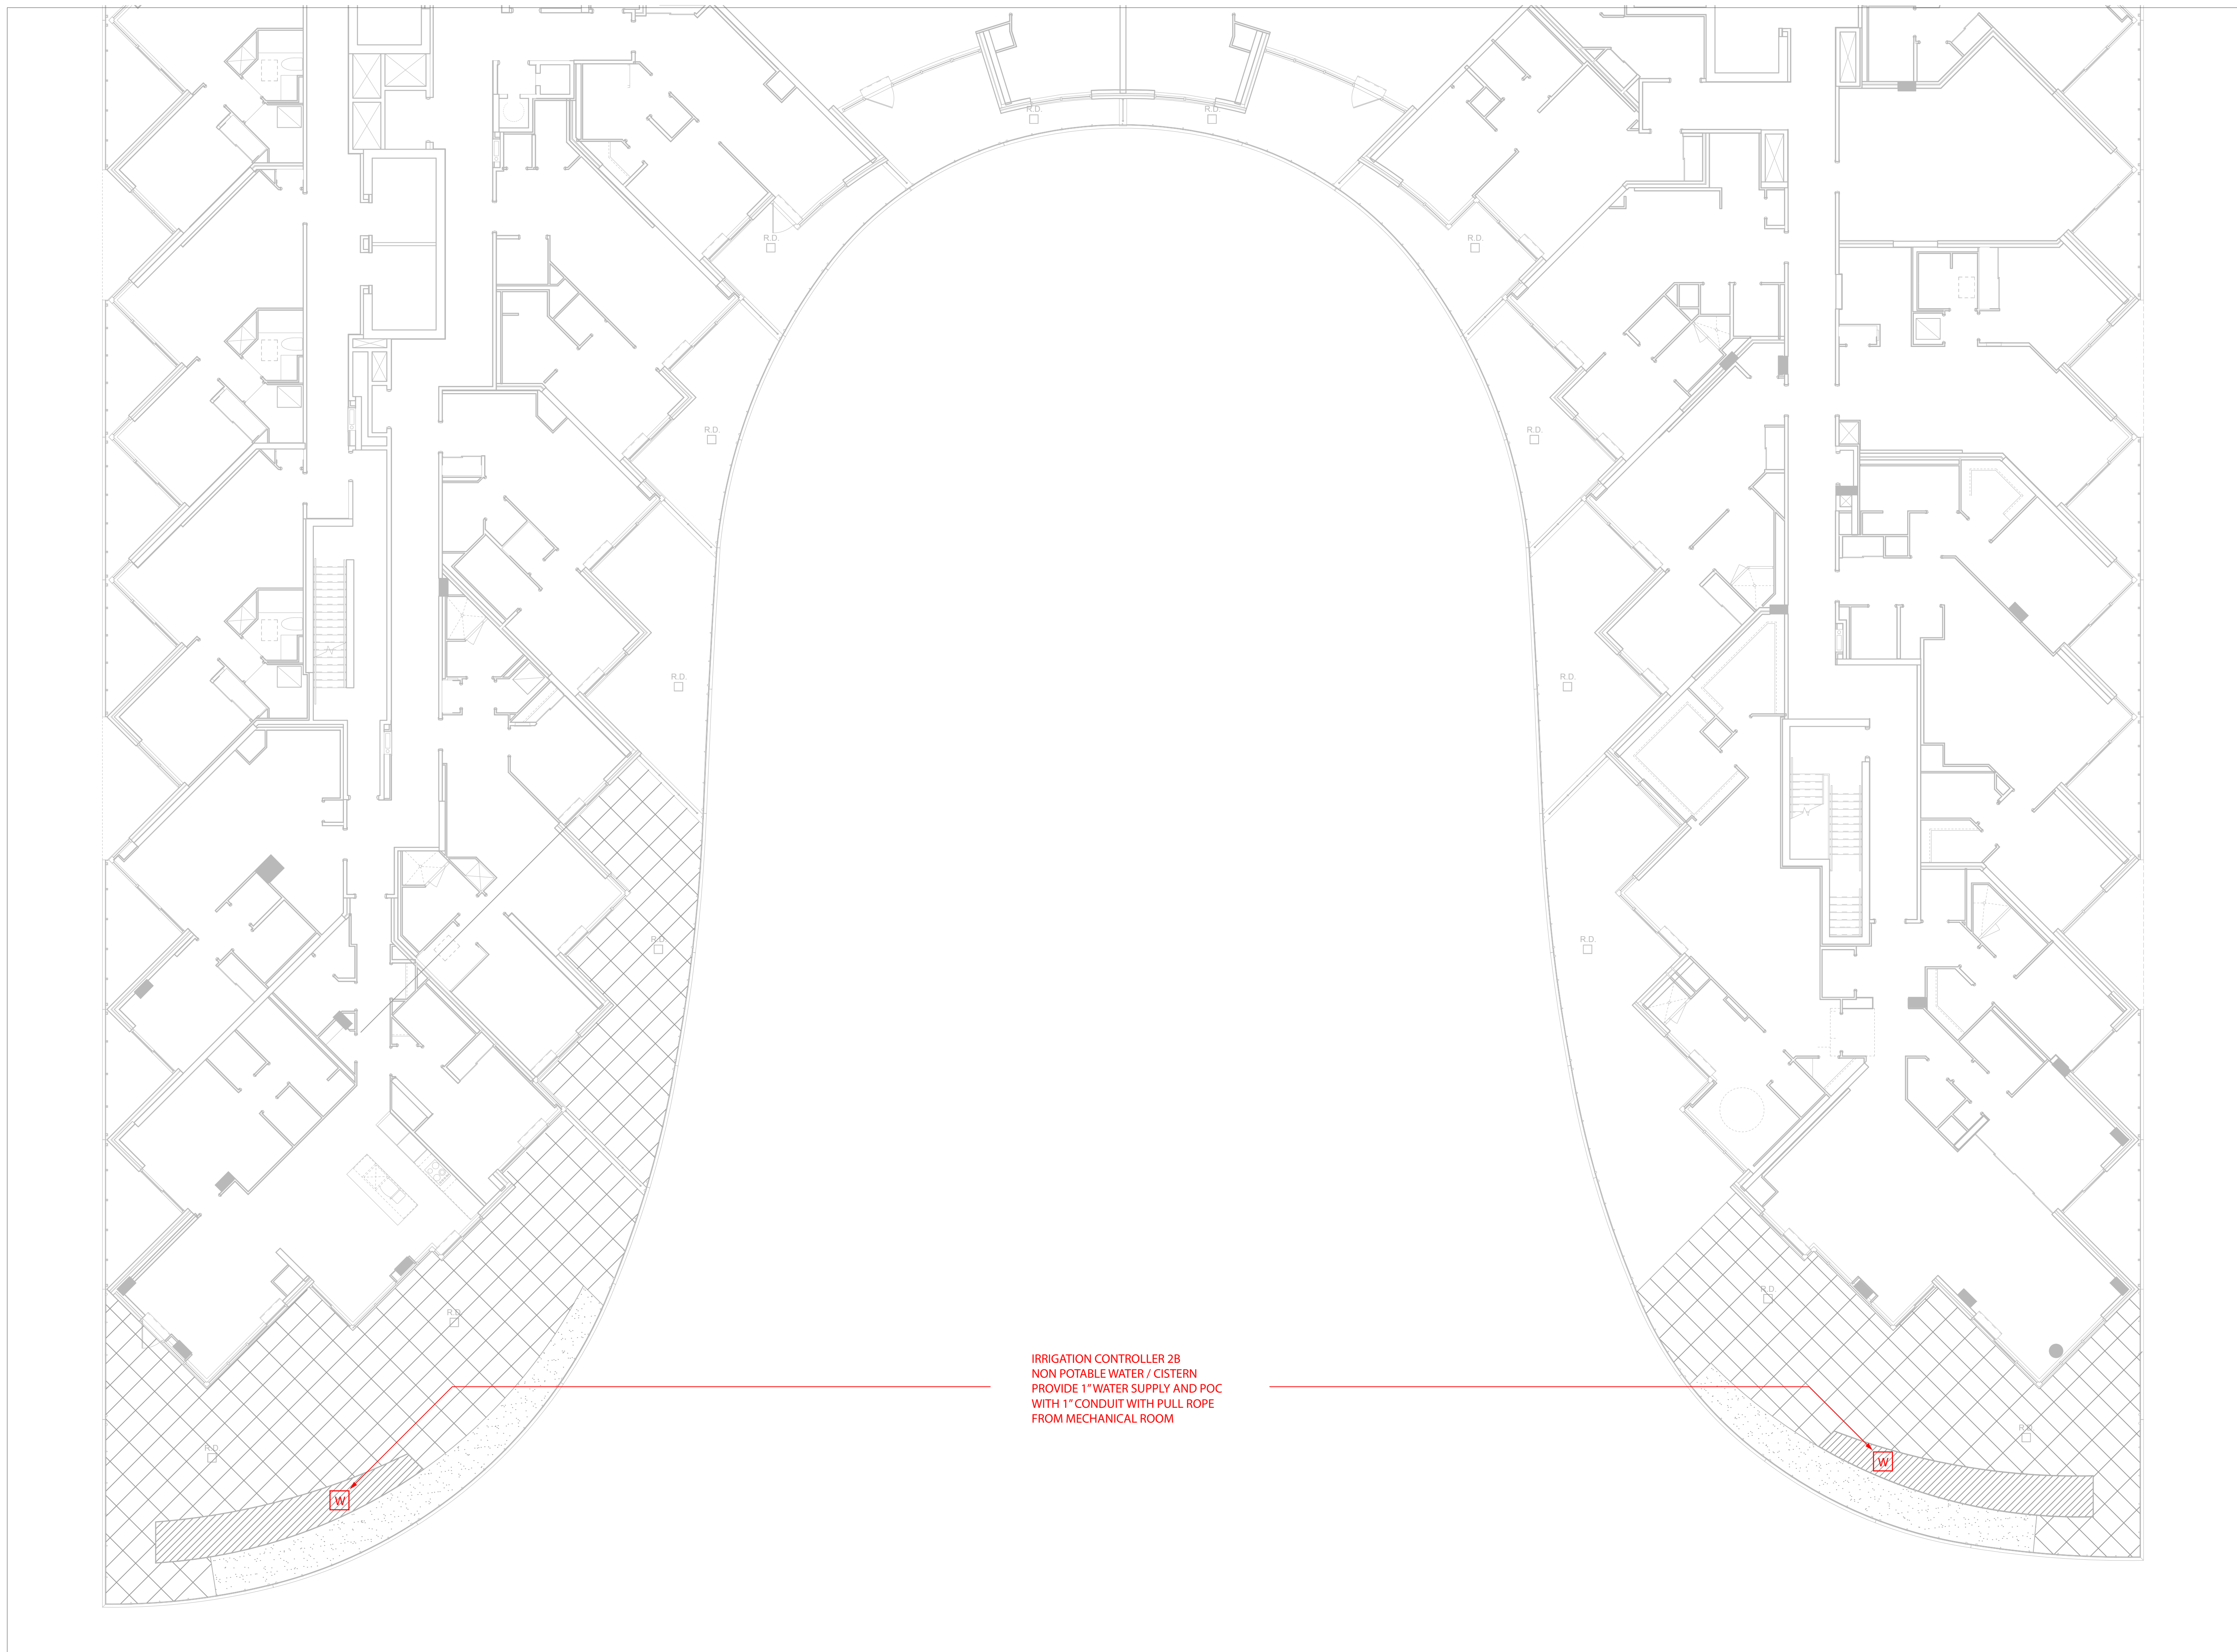 R.D.
R.D.
R.D.
R.D.
R.D.
R.D.
R.D.
R.D.
R.D.
R.D.
R.D.
R.D.
IRRIGATION CONTROLLER 2B
NON POTABLE WATER / CISTERN
PROVIDE 1" WATER SUPPLY AND POC
WITH 1" CONDUIT WITH PULL ROPE
FROM MECHANICAL ROOM
R.D.
R.D.
W
W